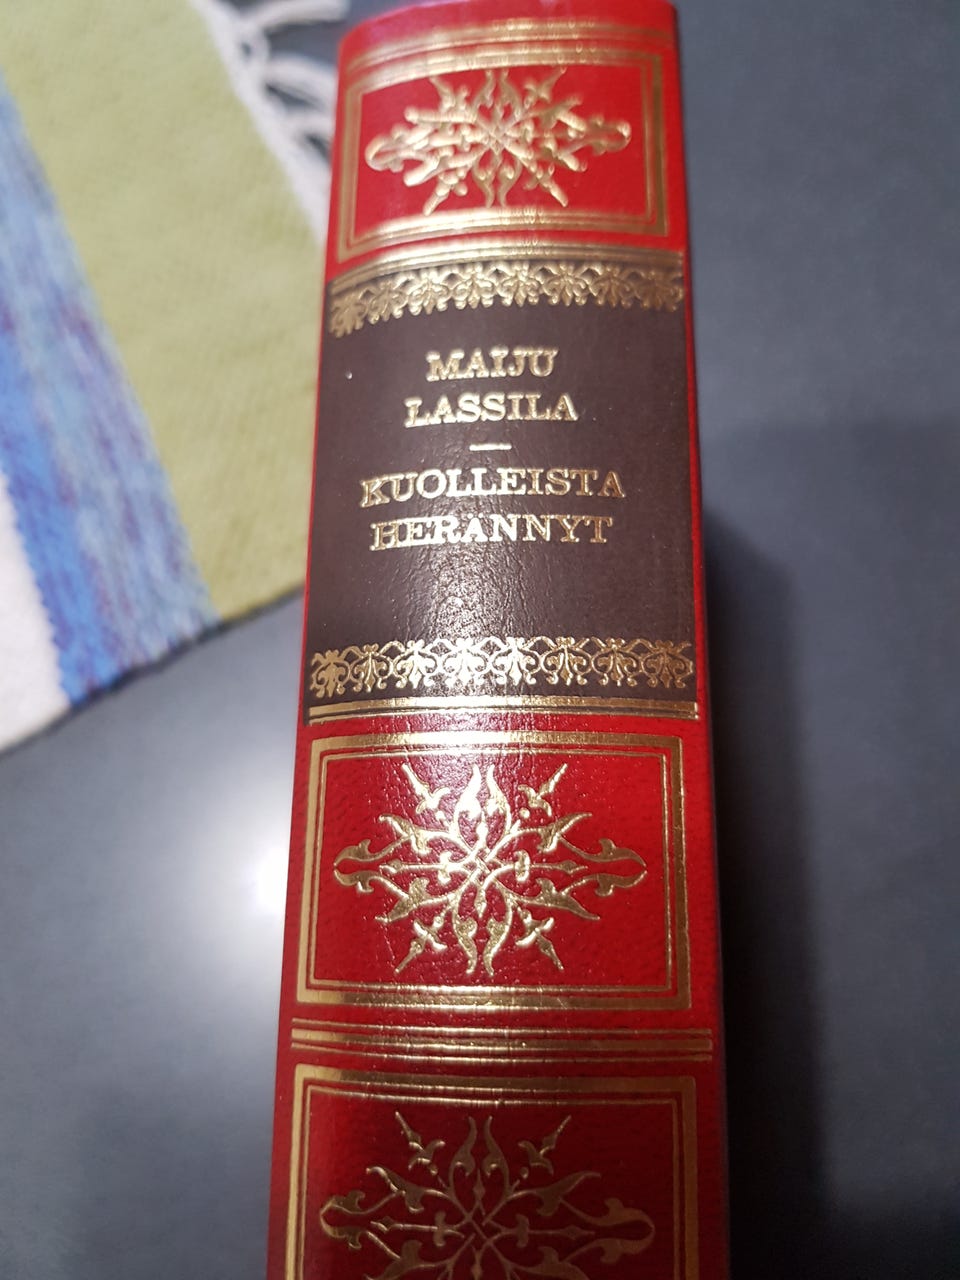 MAIJU
LASSILA
—
KUOLLEISTA
HERÄNNYT